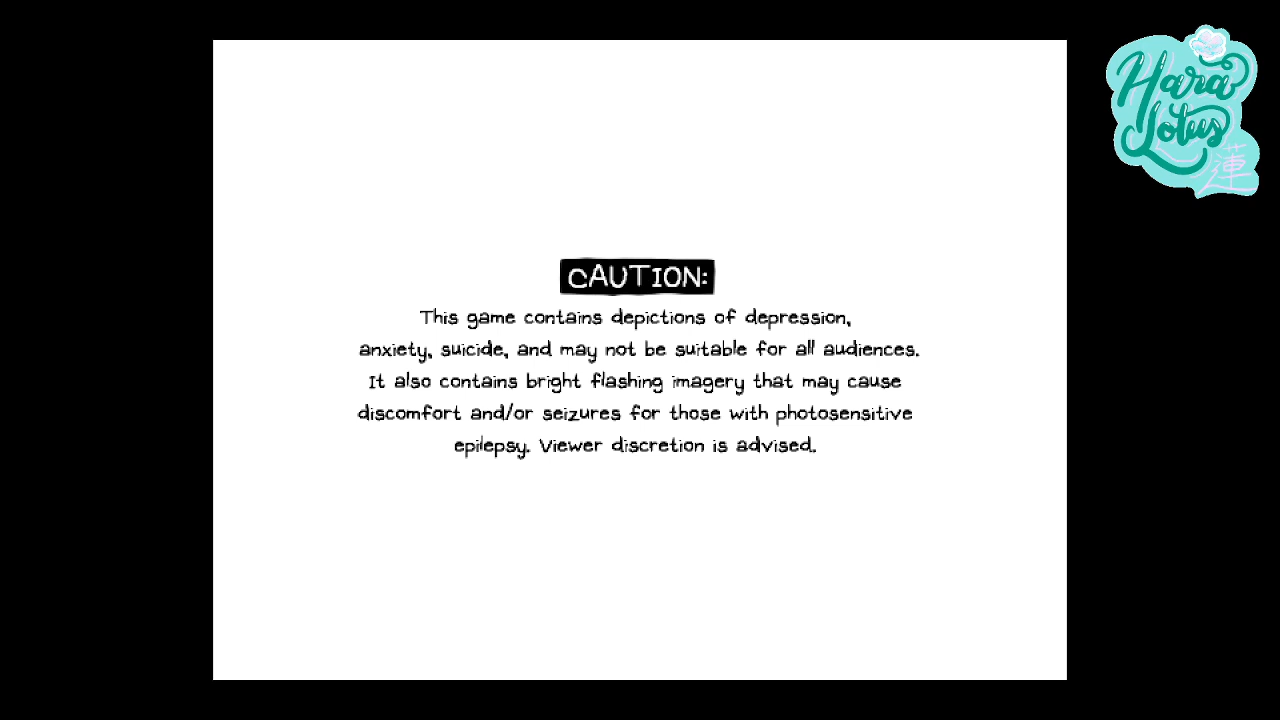 Hara
Lotus
蓮
CAUTION:
This game contains depictions of depression,
anxiety, suicide, and may not be suitable for all audiences.
It also contains bright flashing imagery that may cause
discomfort and/or seizures for those with photosensitive
epilepsy. Viewer discretion is advised.